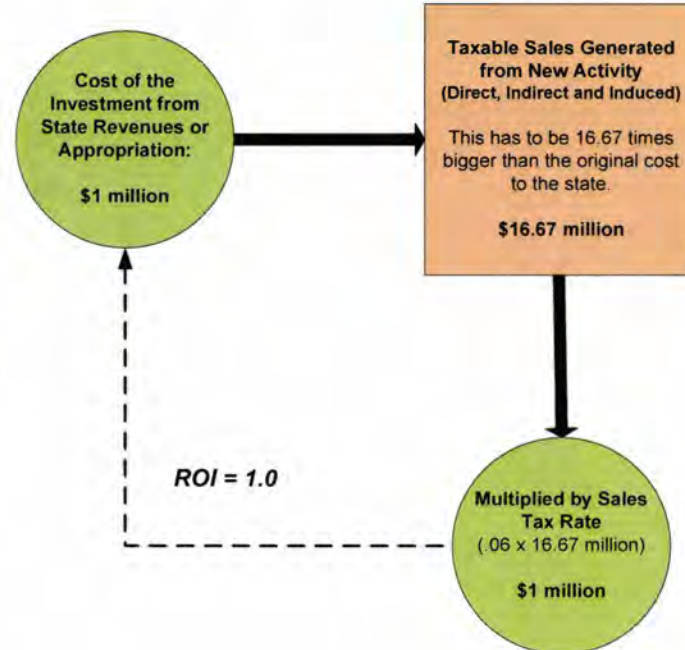 Cost of the
Investment from
State Revenues or
Appropriation:
$1 million
Taxable Sales Generated
from New Activity
(Direct, Indirect and Induced)
This has to be 16.67 times
bigger than the original cost
to the state.
$16.67 million
ROI = 1.0
Multiplied by Sales
Tax Rate
(.06 x 16.67 million)
$1 million